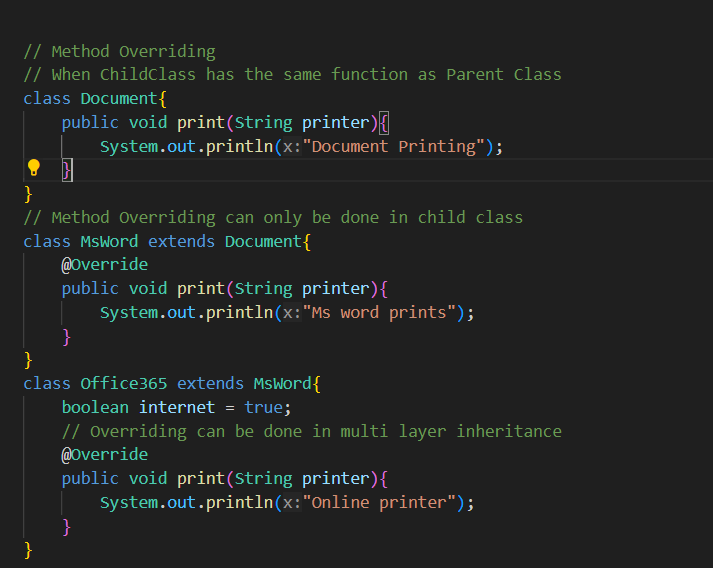 // Method Overriding
// When ChildClass has the same function as Parent Class
class Document{
    public void print(String printer){
        System.out.println(x:"Document Printing");
    }
}
// Method Overriding can only be done in child class
class MsWord extends Document{
    @Override
    public void print(String printer){
        System.out.println(x:"Ms word prints");
    }
}
class Office365 extends MsWord{
    boolean internet = true;
    // Overriding can be done in multi layer inheritance
    @Override
    public void print(String printer){
        System.out.println(x:"Online printer");
    }
}